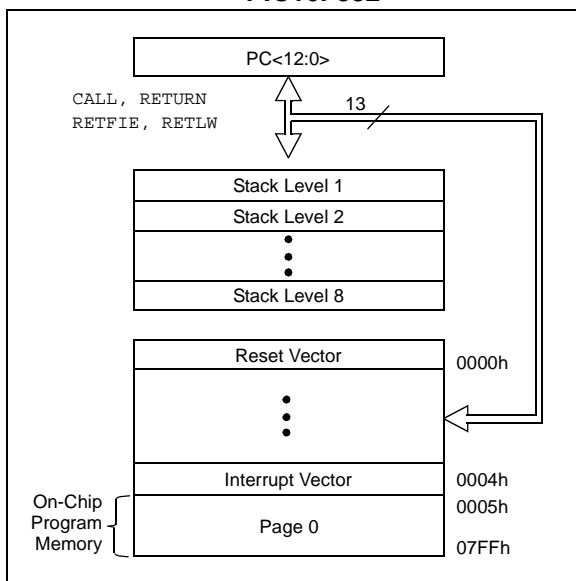 PC<12:0>
CALL, RETURN
RETFIE, RETLW
13
Stack Level 1
Stack Level 2
Stack Level 8
Reset Vector
0000h
Interrupt Vector
0004h
On-Chip
Program
Memory
0005h
Page 0
07FFh